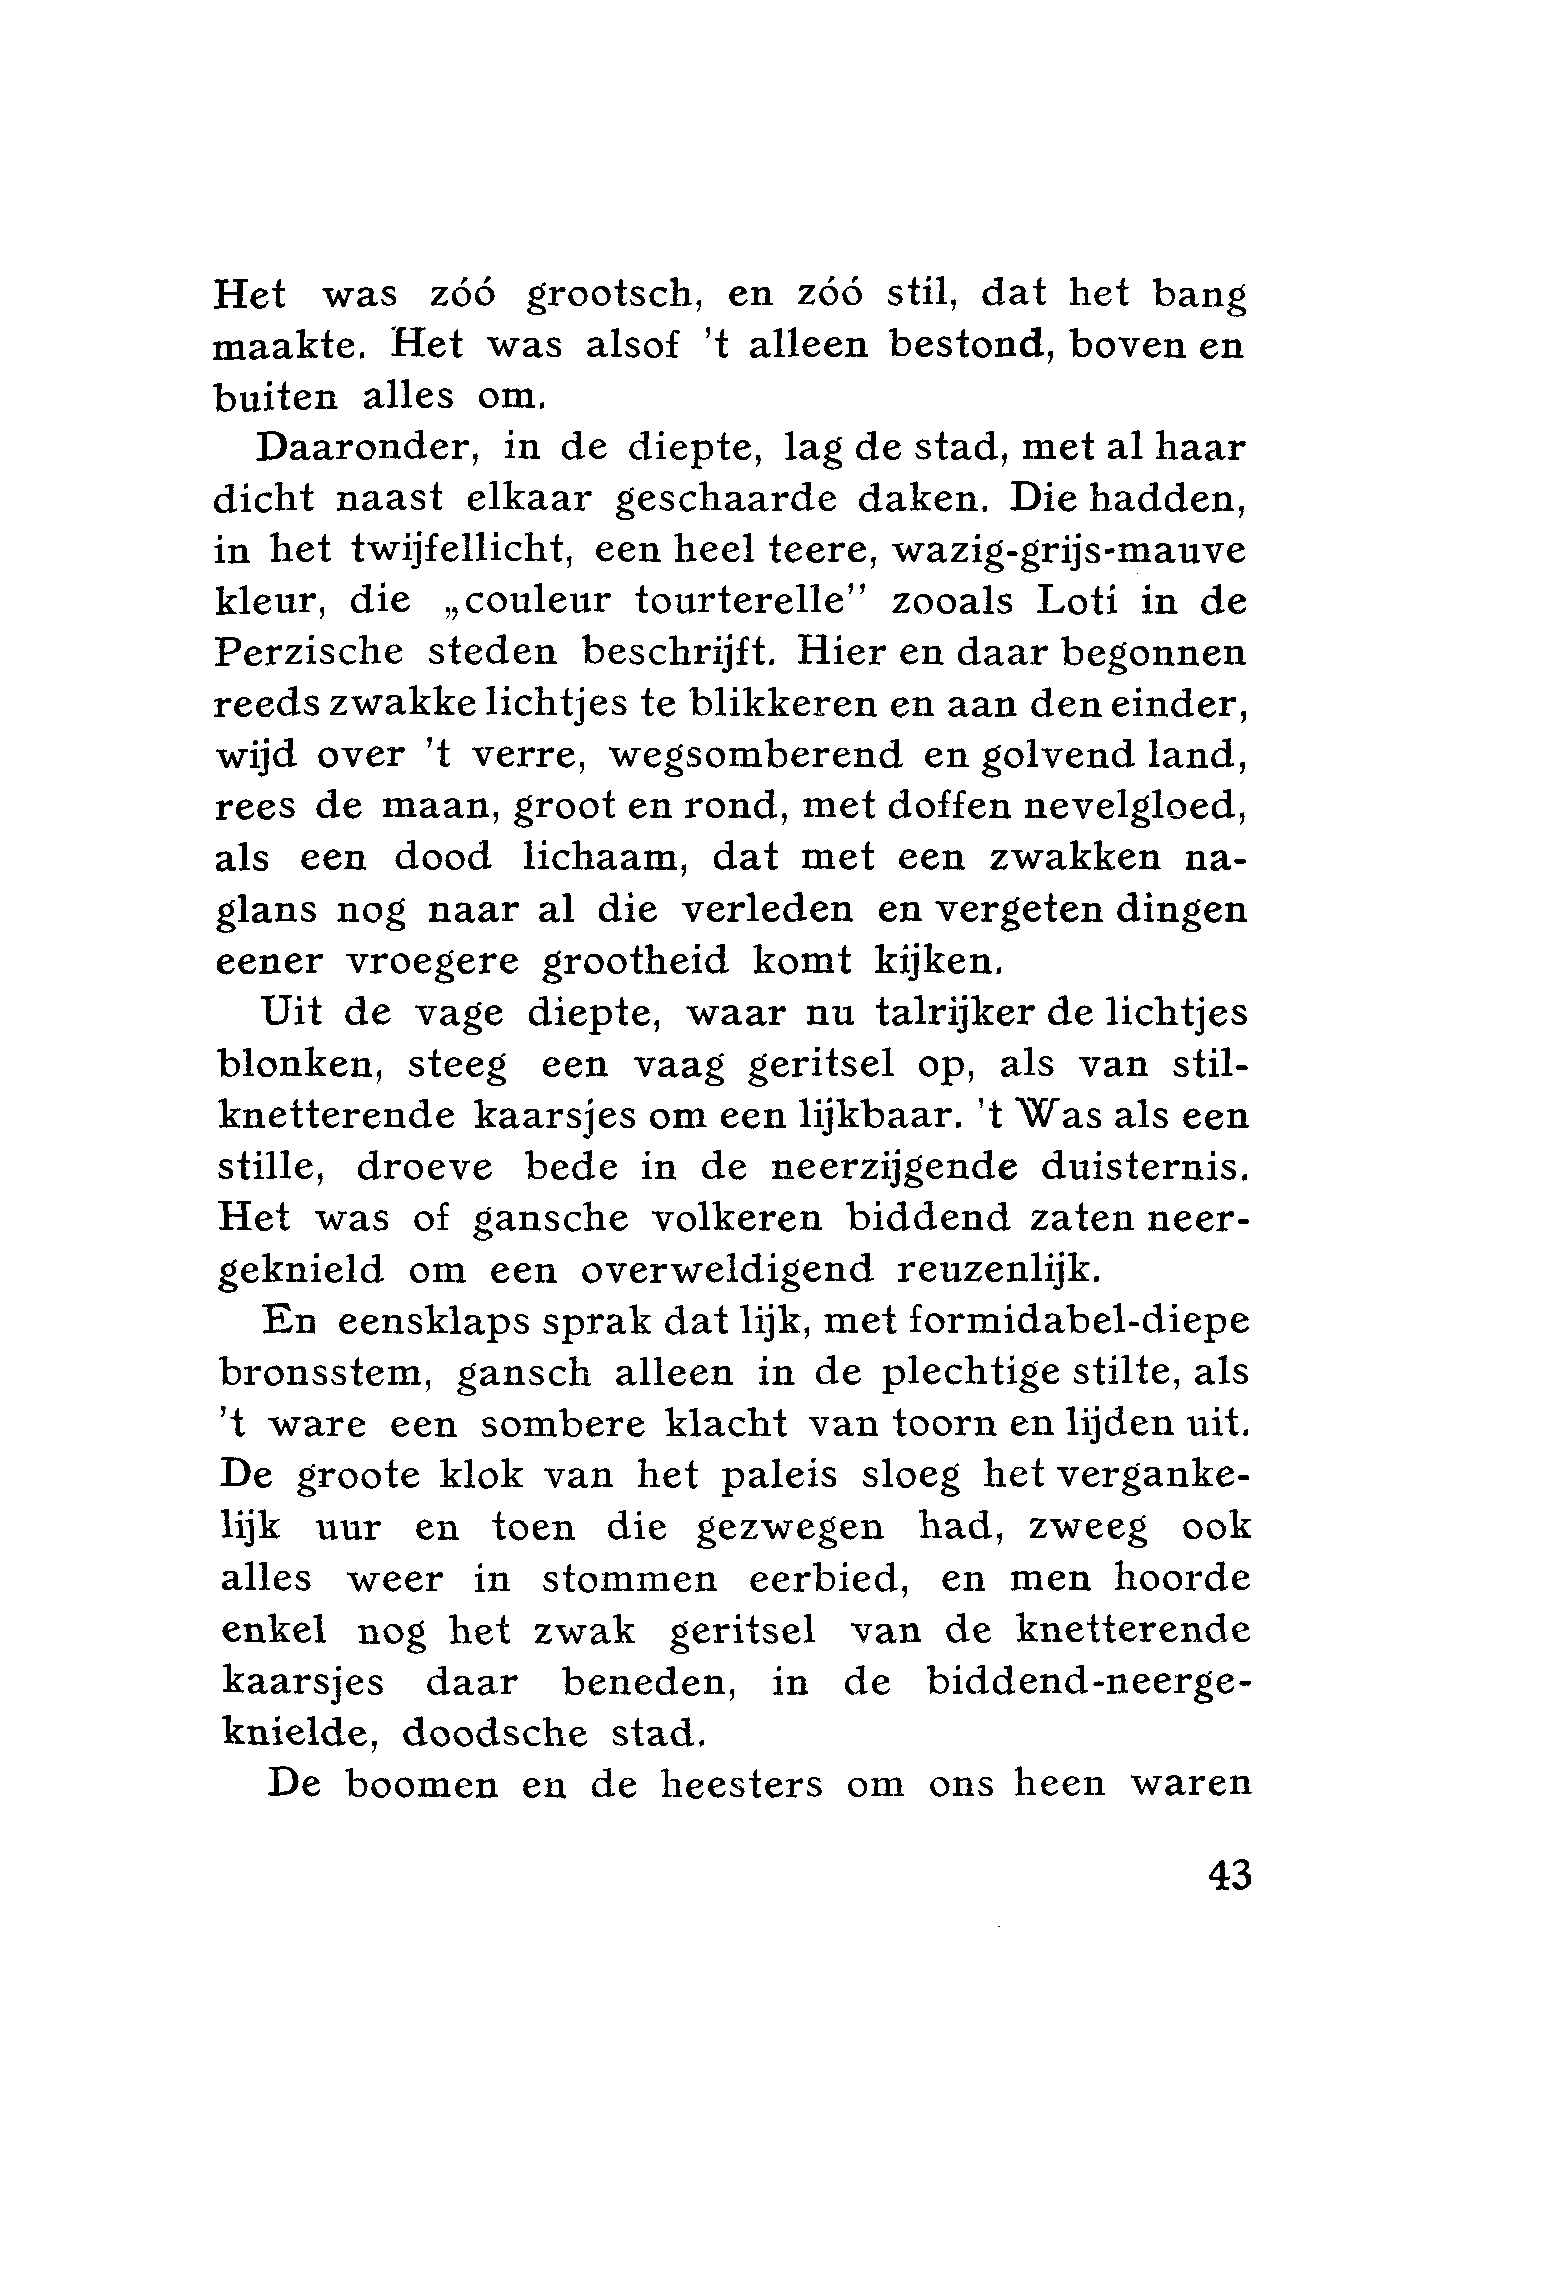 Het was zóó grootsch, en zóó stil, dat het bang
maakte. Het was alsof 't alleen bestond, boven en
buiten alles om.
Daaronder, in de diepte, lag de stad, met al haar
dicht naast elkaar geschaarde daken. Die hadden,
in het twijfellicht, een heel teere, wazig-grijs-mauve
kleur, die „couleur tourterelle” zooals Loti in de
Perzische steden beschrijft. Hier en daar begonnen
reeds zwakke lichtjes te blikkeren en aan den einder,
wijd over 't verre, wegsomberend en golvend land,
rees de maan, groot en rond, met doffen nevelgloed,
als een dood lichaam, dat met een zwakken na-
glans nog naar al die verleden en vergeten dingen
eener vroegere grootheid komt kijken.
Uit de vage diepte, waar nu talrijker de lichtjes
blonken, steeg een vaag geritsel op, als van stil-
knetterende kaarsjes om een lijkbaar. 't Was als een
stille, droeve bede in de neerzijgende duisternis.
Het was of gansche volkeren biddend zaten neer-
geknield om een overweldigend reuzenlijk.
En eensklaps sprak dat lijk, met formidabel-diepe
bronsstem, gansch alleen in de plechtige stilte, als
't ware een sombere klacht van toorn en lijden uit.
De groote klok van het paleis sloeg het verganke-
lijk uur en toen die gezwegen had, zweeg ook
alles weer in stommen eerbied, en men hoorde
enkel nog het zwak geritsel van de knetterende
kaarsjes daar beneden, in de biddend-neerge-
knielde, doodsche stad.
De boomen en de heesters om ons heen waren
43